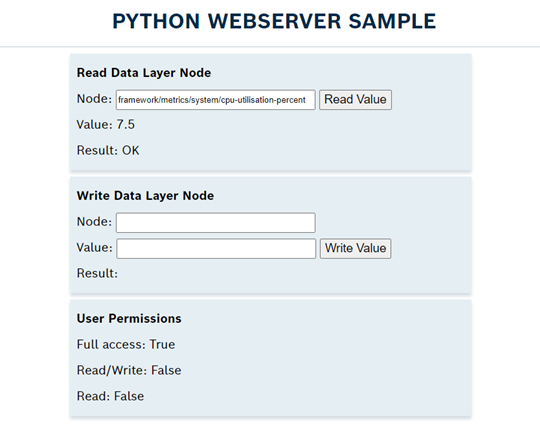 PYTHON WEBSERVER SAMPLE
Read Data Layer Node
Node: framework/metrics/system/cpu-utilisation-percent Read Value
Value: 7.5
Result: OK
Write Data Layer Node
Node:
Value: Write Value
Result:
User Permissions
Full access: True
Read/Write: False
Read: False